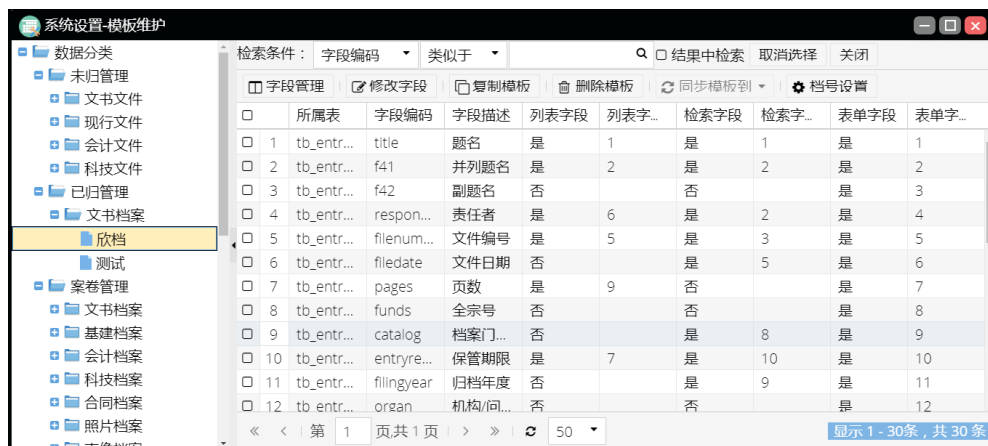 系统设置-模板维护
数据分类
未归管理
文书文件
现行文件
会计文件
科技文件
已归管理
文书档案
欣档
测试
案卷管理
文书档案
基建档案
会计档案
科技档案
合同档案
照片档案
检索条件： 字段编码 类似于 结果中检索 取消选择 关闭
字段管理 修改字段 复制模板 删除模板 同步模板到 档号设置
所属表 字段编码 字段描述 列表字段 列表字... 检索字段 检索字... 表单字段 表单字...
1 tb_entr... title 题名 是 1 是 1 是 1
2 tb_entr... f41 并列题名 是 2 是 2 是 2
3 tb_entr... f42 副题名 否 否 是 3
4 tb_entr... respon... 责任者 是 6 是 2 是 4
5 tb_entr... filenum... 文件编号 是 5 是 3 是 5
6 tb_entr... filedate 文件日期 否 是 5 是 6
7 tb_entr... pages 页数 是 9 否 是 7
8 tb_entr... funds 全宗号 否 否 是 8
9 tb_entr... catalog 档案门... 否 是 8 是 9
10 tb_entr... entryre... 保管期限 是 7 是 10 是 10
11 tb_entr... filingyear 归档年度 否 是 9 是 11
12 tb_entr... organ 机构/问... 否 否 是 12
第 1 页,共 1 页 50 显示 1 - 30条，共 30 条